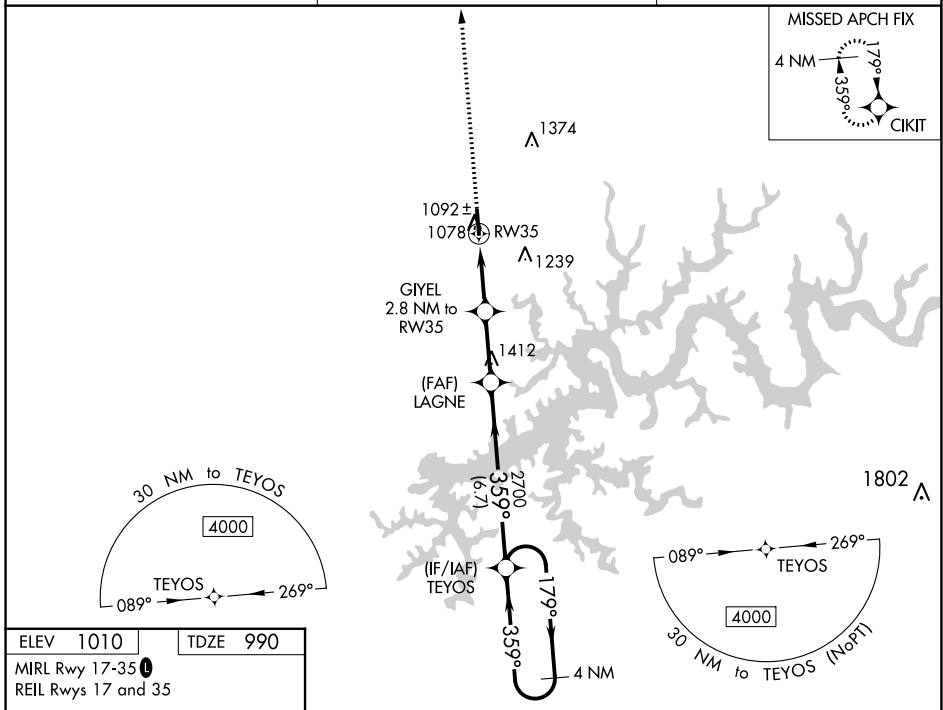 MISSED APCH FIX
4 NM
179°
359°
CIKIT
1374
1092±
1078
RW35
1239
GIYEL
2.8 NM to
RW35
1412
(FAF)
LAGNE
2700
359°
(6.7)
1802
30 NM to TEYOS
4000
TEYOS
089°
269°
(IF/IAF)
TEYOS
179°
359°
4 NM
089°
269°
TEYOS
4000
30 NM to TEYOS (NoPT)
ELEV 1010
TDZE 990
MIRL Rwy 17-35 L
REIL Rwys 17 and 35